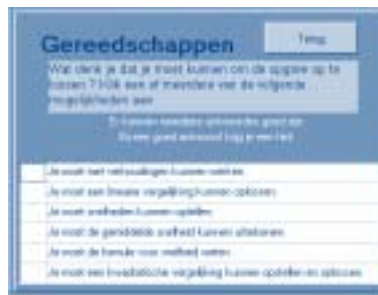 Gereedschappen
Terug
Wat denk je dat je moet kunnen om de opgave op te
lossen ? Klik een of meerdere van de volgende
mogelijkheden aan
Er kunnen meerdere antwoorden goed zijn
Bij een goed antwoord krijg je een
Je moet met verhoudingen kunnen werken
Je moet een lineaire vergelijking kunnen oplossen
Je moet snelheden kunnen optellen
Je moet de gemiddelde snelheid kunnen uitrekenen
Je moet de formule voor snelheid weten
Je moet een kwadratische vergelijking kunnen opstellen en oplossen